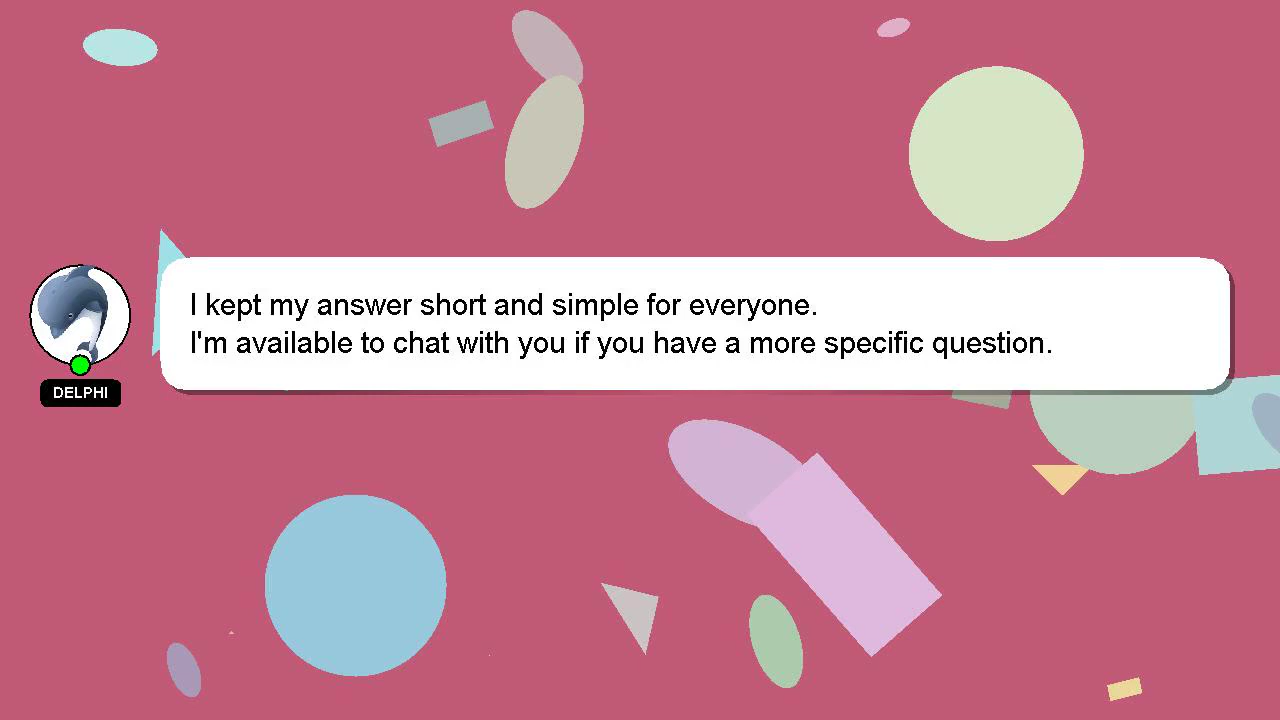 I kept my answer short and simple for everyone.
I'm available to chat with you if you have a more specific question.
DELPHI